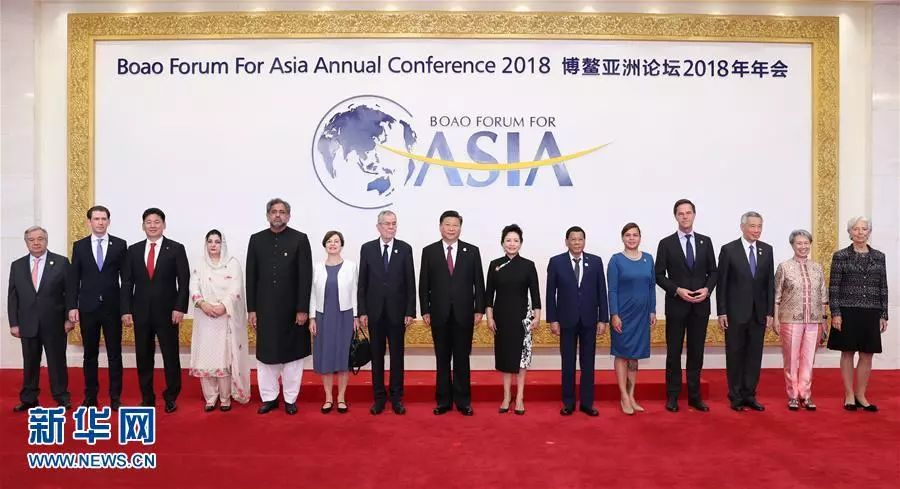 Boao Forum For Asia Annual Conference 2018 博鳌亚洲论坛2018年年会
BOAO FORUM FOR
ASIA
新华网
WWW.NEWS.CN